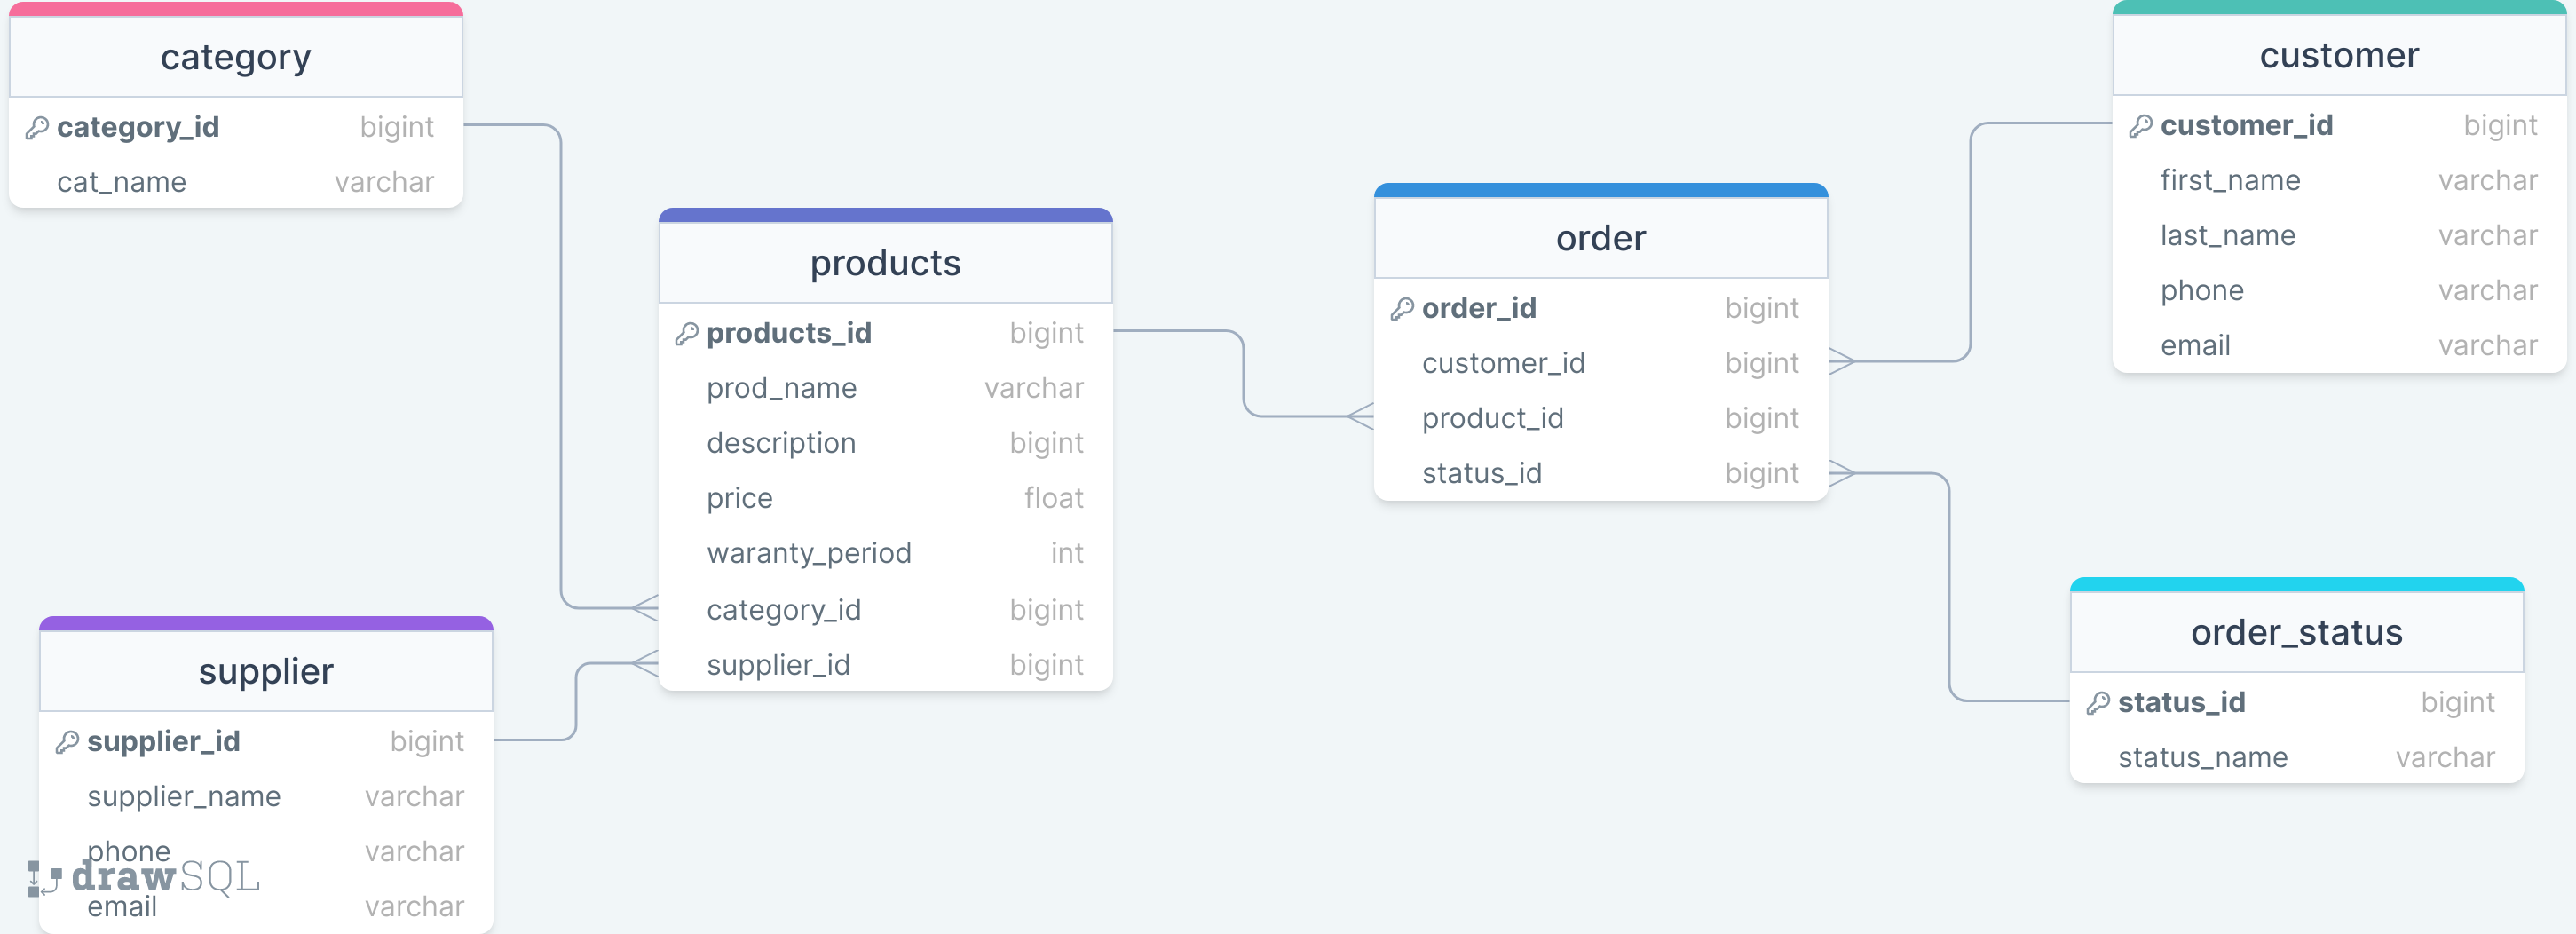 category
category_id bigint
cat_name varchar
supplier
supplier_id bigint
supplier_name varchar
phone varchar
email varchar
drawSQL
products
products_id bigint
prod_name varchar
description bigint
price float
waranty_period int
category_id bigint
supplier_id bigint
order
order_id bigint
customer_id bigint
product_id bigint
status_id bigint
customer
customer_id bigint
first_name varchar
last_name varchar
phone varchar
email varchar
order_status
status_id bigint
status_name varchar